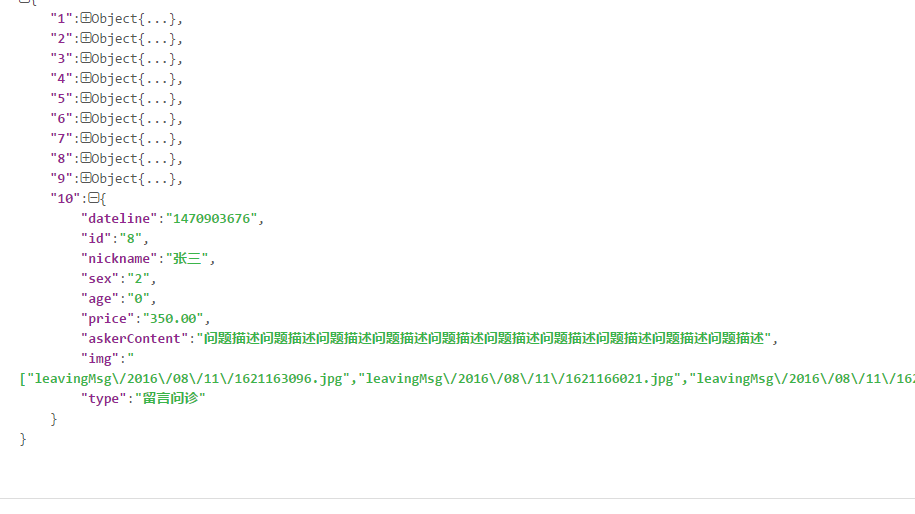 {
"1":Object{...},
"2":Object{...},
"3":Object{...},
"4":Object{...},
"5":Object{...},
"6":Object{...},
"7":Object{...},
"8":Object{...},
"9":Object{...},
"10":{
"dateline":"1470903676",
"id":"8",
"nickname":"张三",
"sex":"2",
"age":"0",
"price":"350.00",
"askerContent":"问题描述问题描述问题描述问题描述问题描述问题描述问题描述问题描述问题描述问题描述",
"img":"
["leavingMsg\/2016\/08\/11\/1621163096.jpg","leavingMsg\/2016\/08\/11\/1621166021.jpg","leavingMsg\/2016\/08\/11\/162
"type":"留言问诊"
}
}